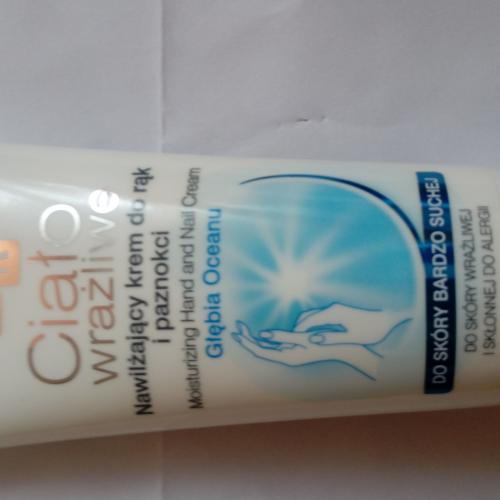 Ciało
wrażliwe
Nawilżający krem do rąk
i paznokci
Moisturizing Hand and Nail Cream
Głębia Oceanu
DO SKÓRY BARDZO SUCHEJ
DO SKÓRY WRAŻLIWEJ
I SKŁONNEJ DO ALERGII